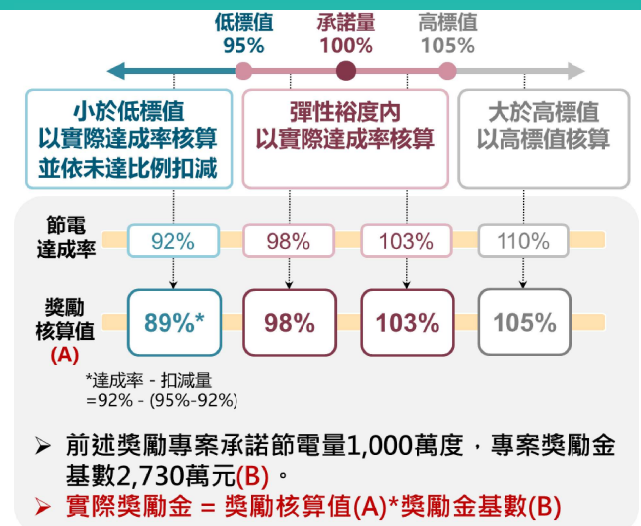 低標值 承諾量 高標值
95% 100% 105%
小於低標值
以實際達成率核算
並依未達比例扣減
彈性裕度內
以實際達成率核算
大於高標值
以高標值核算
節電
達成率
92% 98% 103% 110%
獎勵
核算值
(A)
89%* 98% 103% 105%
*達成率 - 扣減量
=92% - (95%-92%)
➢ 前述獎勵專案承諾節電量1,000萬度，專案獎勵金
基數2,730萬元(B)。
➢ 實際獎勵金 = 獎勵核算值(A)*獎勵金基數(B)